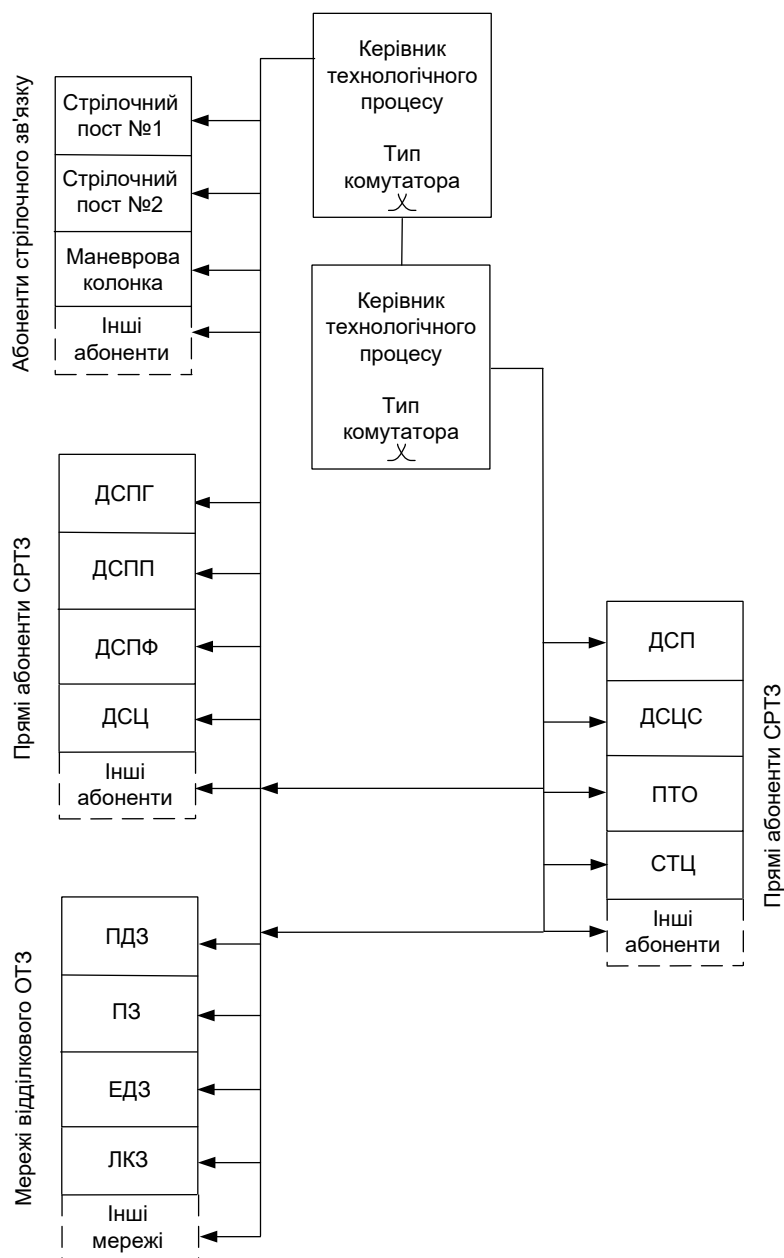 Керівник
технологічного
процесу
Тип
комутатора
Абоненти стрілочного зв'язку
Стрілочний
пост №1
Стрілочний
пост №2
Маневрова
колонка
Інші
абоненти
Керівник
технологічного
процесу
Тип
комутатора
Прямі абоненти СРТЗ
ДСПГ
ДСПП
ДСПФ
ДСЦ
Інші
абоненти
Прямі абоненти СРТЗ
ДСП
ДСЦС
ПТО
СТЦ
Інші
абоненти
Мережі відділкового ОТЗ
ПДЗ
ПЗ
ЕДЗ
ЛКЗ
Інші
мережі